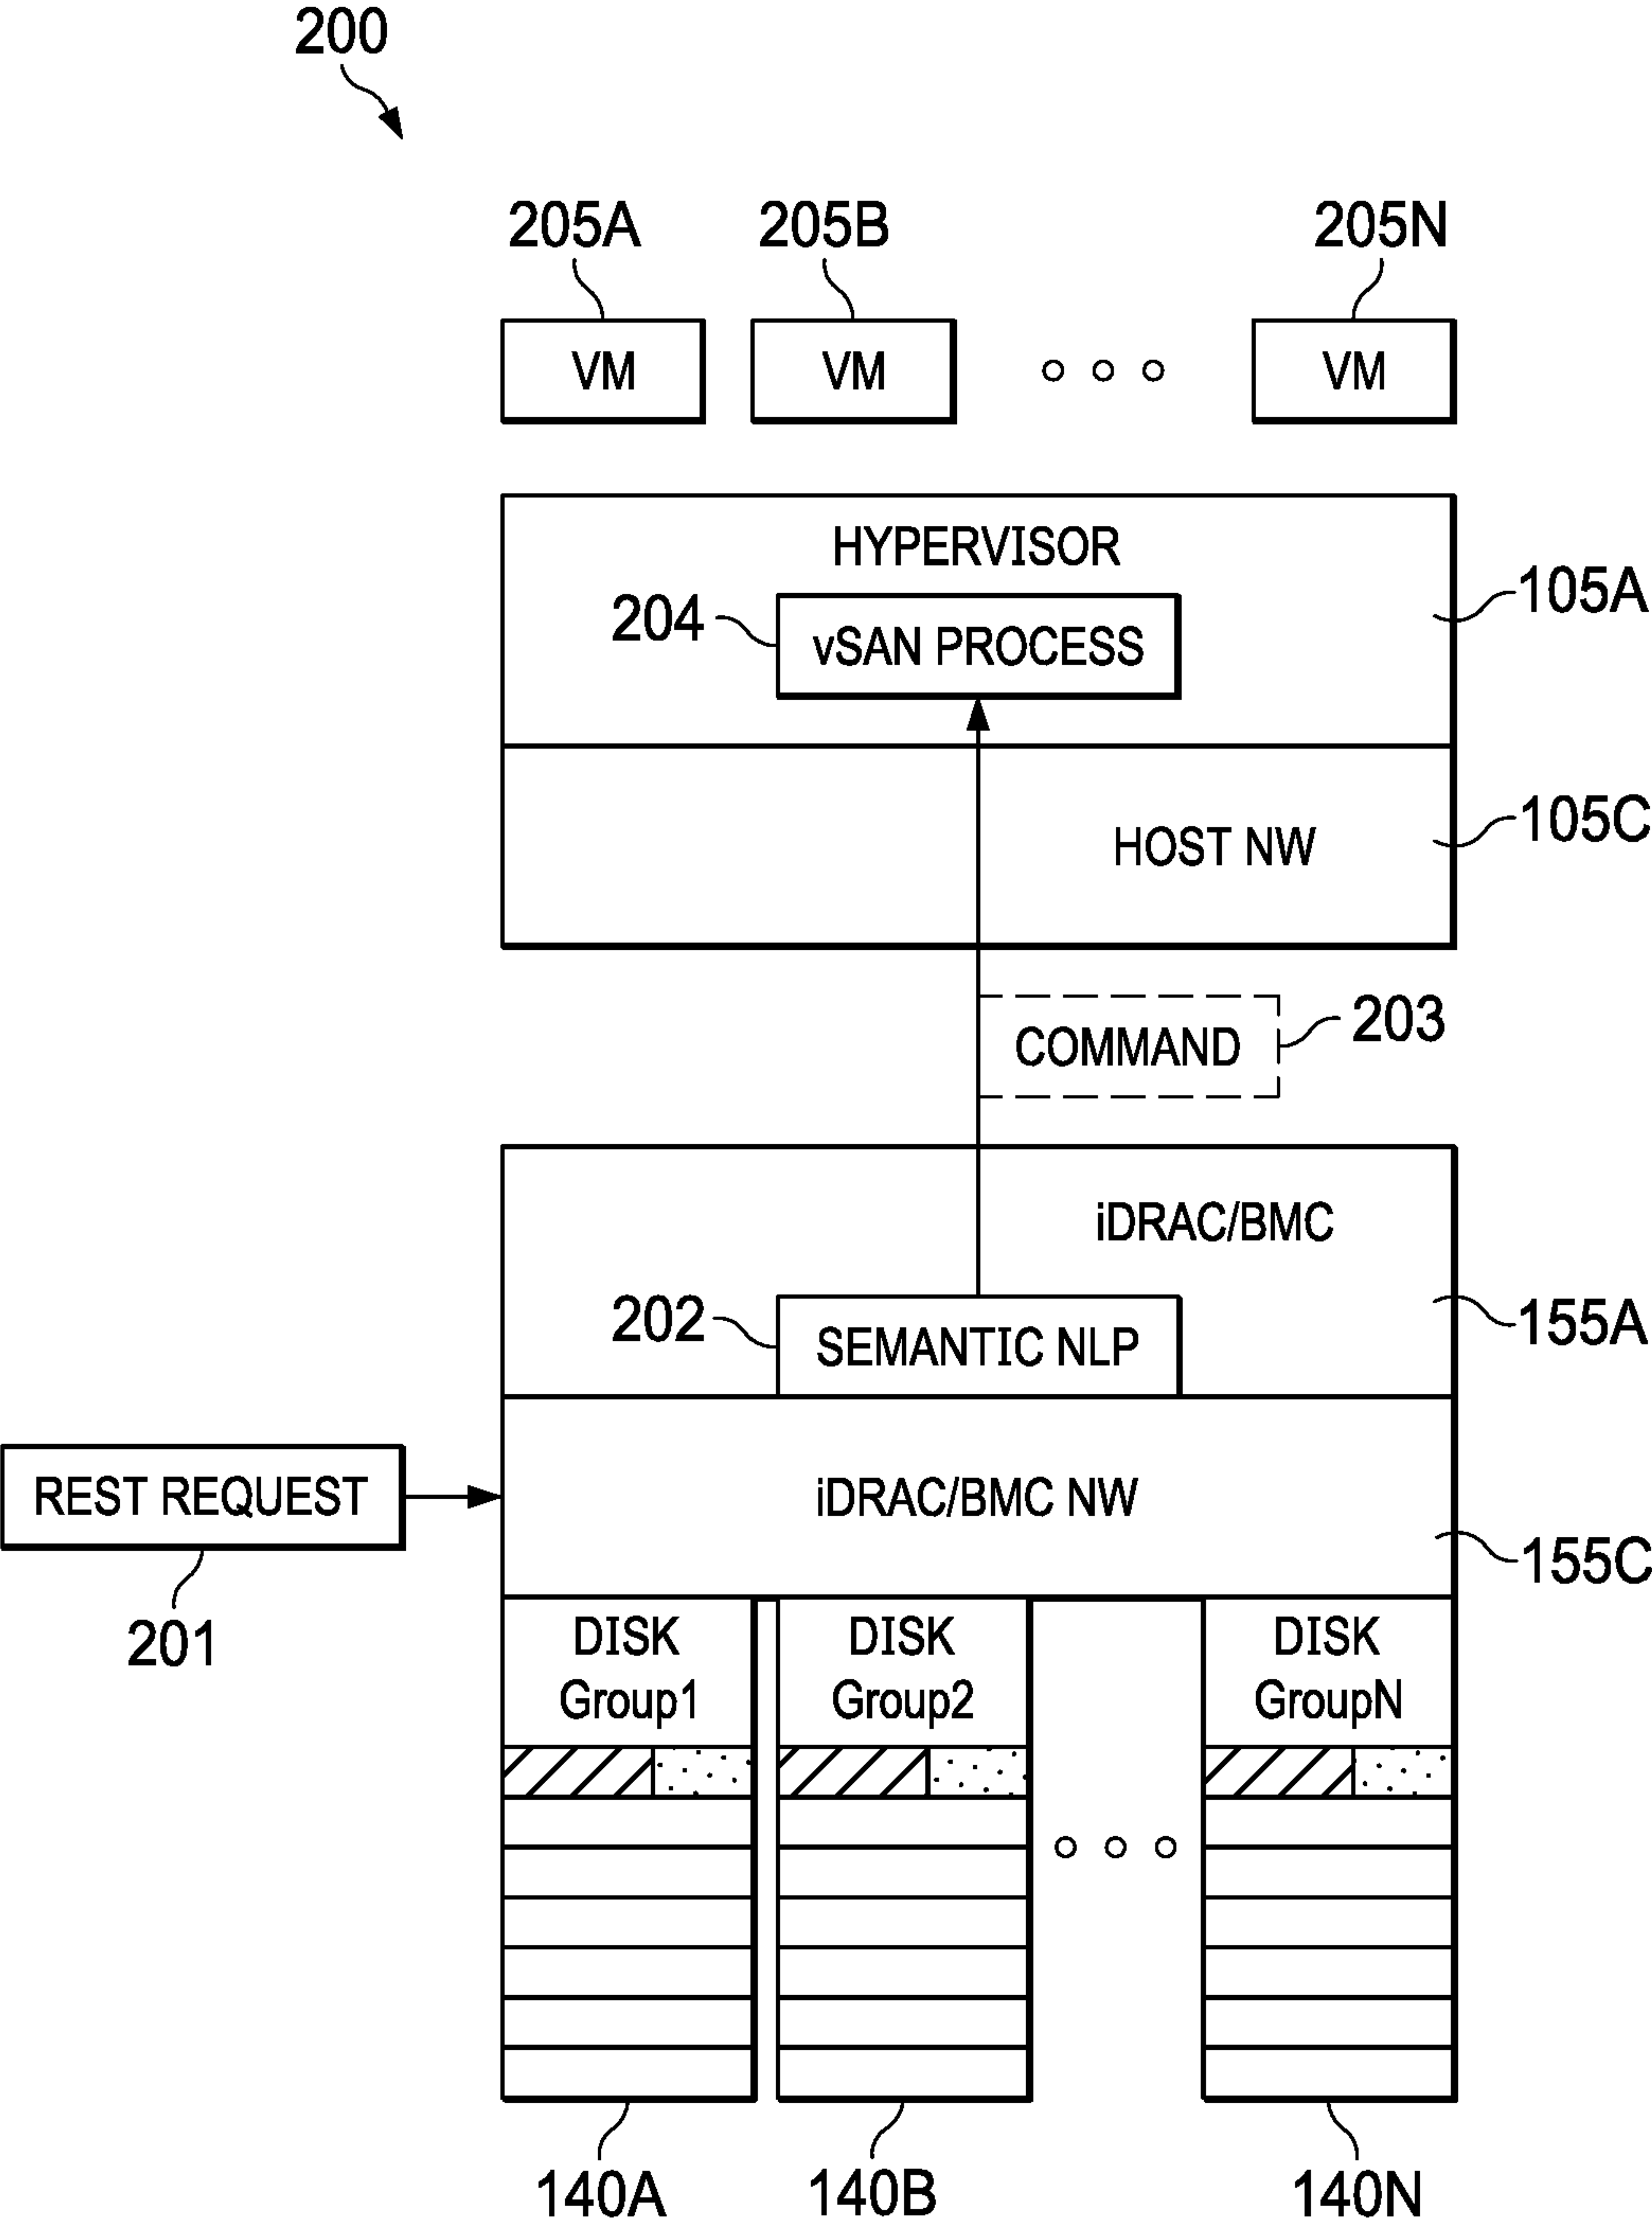 200
205A
205B
205N
VM
VM
VM
HYPERVISOR
105A
204
vSAN PROCESS
105C
HOST NW
203
COMMAND
iDRAC/BMC
155A
202
SEMANTIC NLP
REST REQUEST
iDRAC/BMC NW
155C
201
DISK
Group1
DISK
Group2
DISK
GroupN
140A
140B
140N